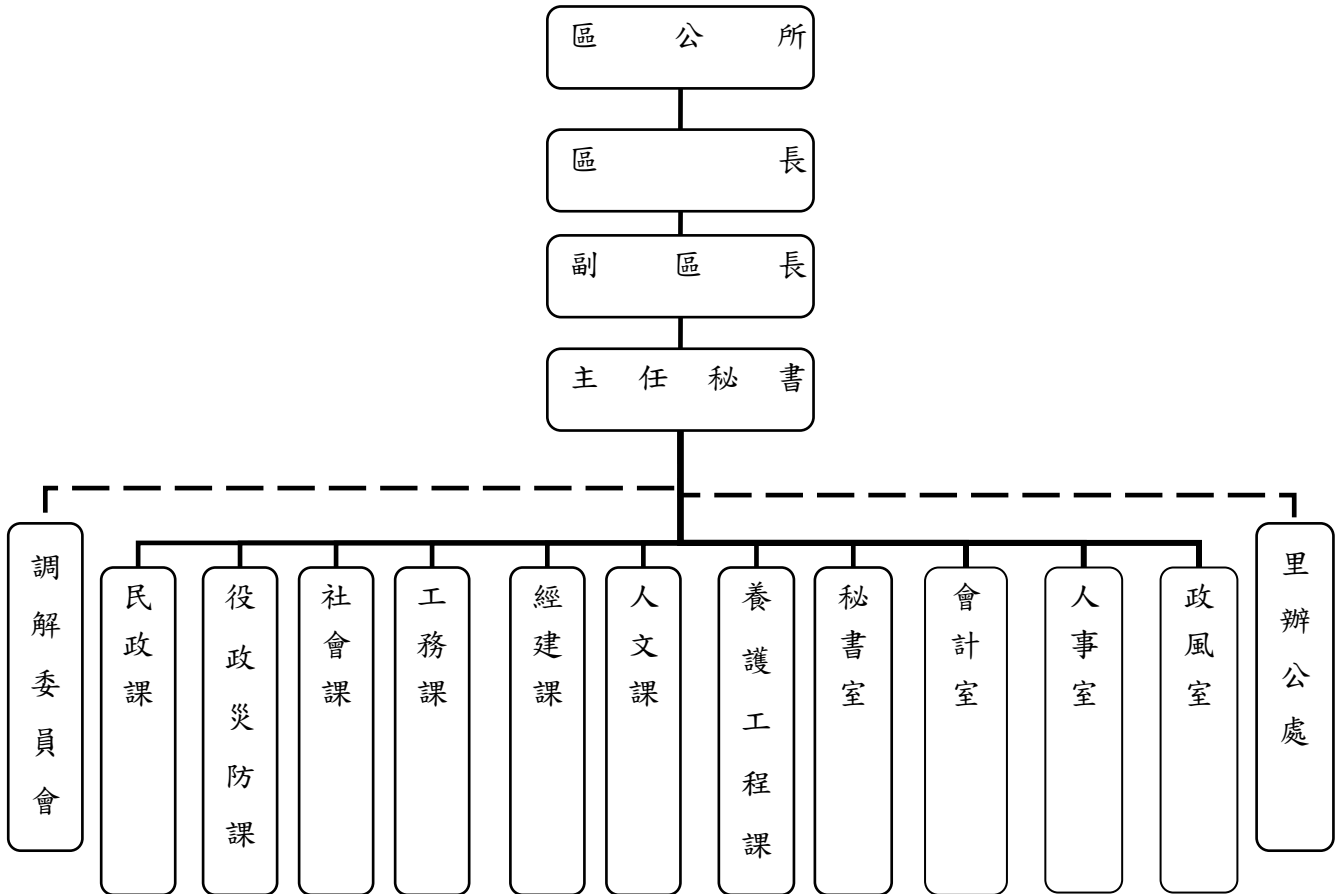 區公所
區長
副區長
主任秘書
調解委員會
民政課
役政災防課
社會課
工務課
經建課
人文課
養護工程課
秘書室
會計室
人事室
政風室
里辦公處